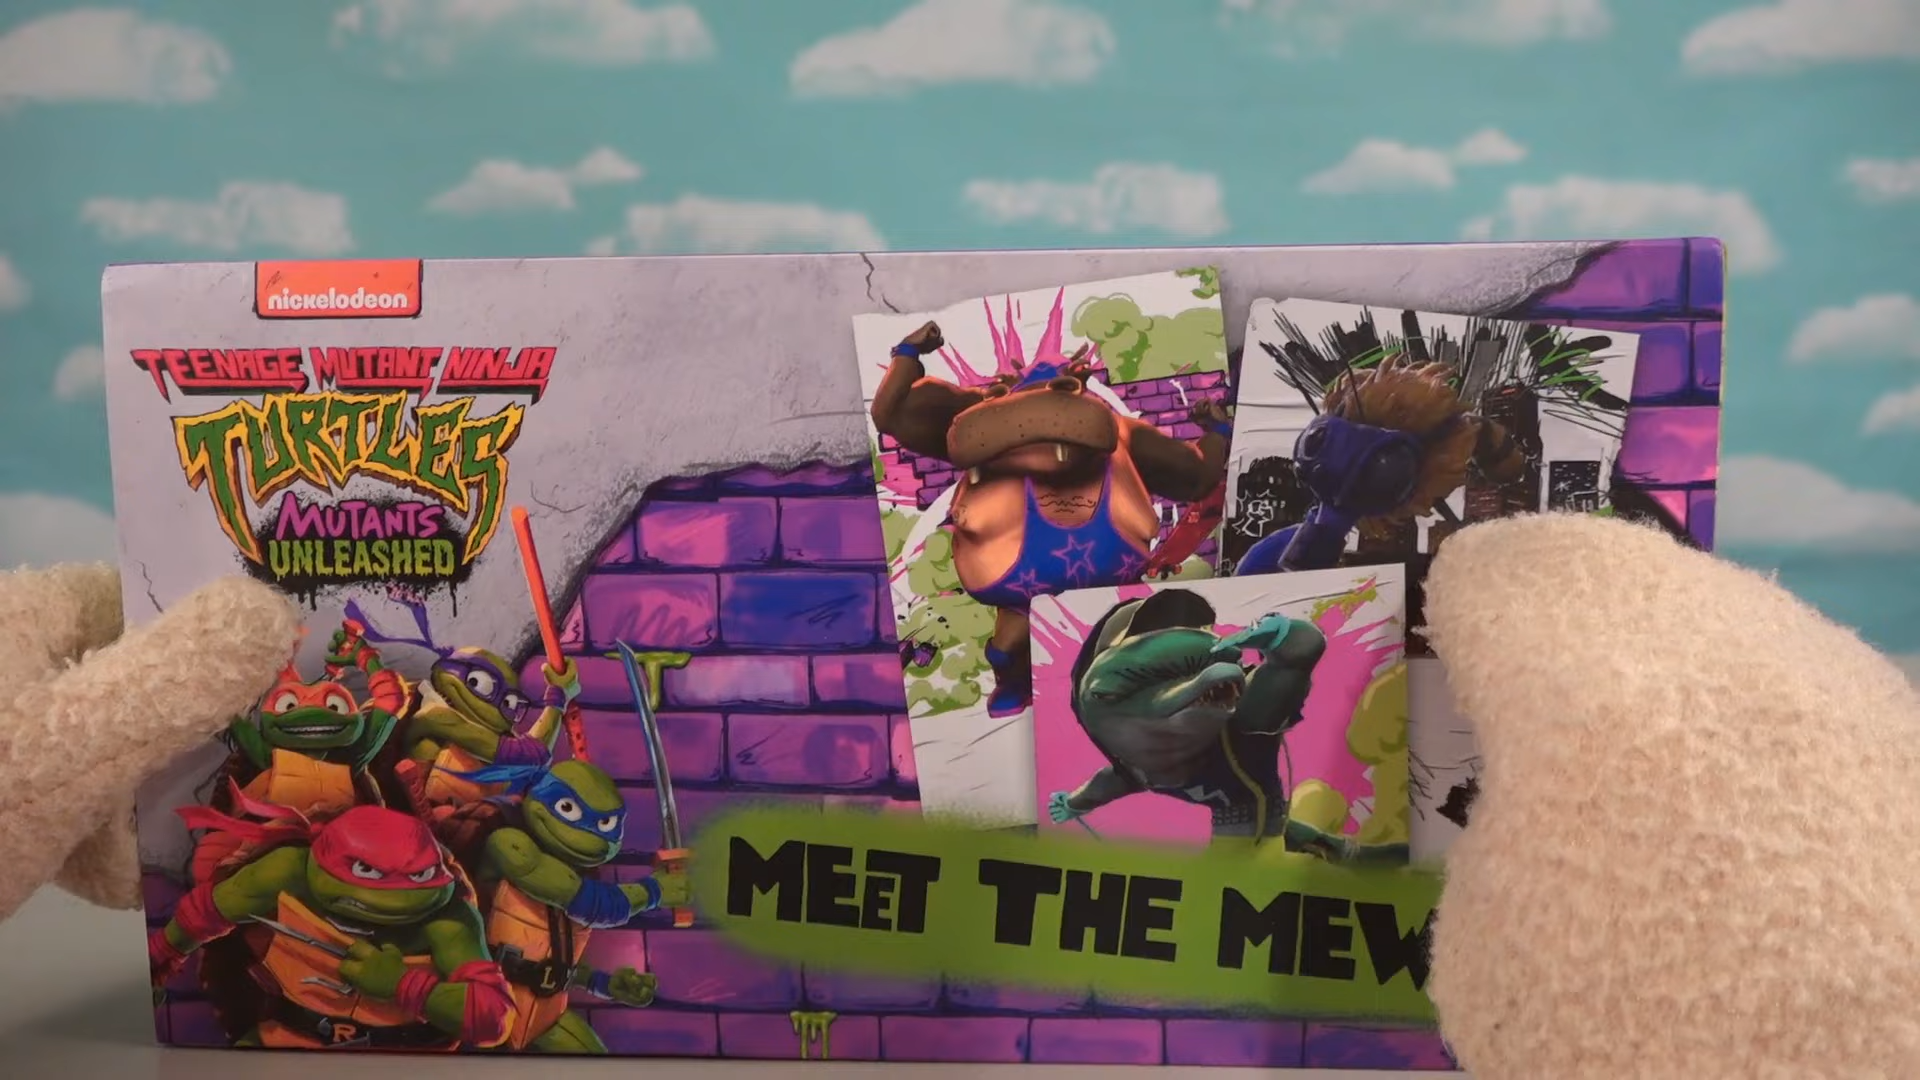 nickelodeon
TEENAGE MUTANT NINJA
TURTLES
MUTANTS
UNLEASHED
MEET THE MEW
L
R